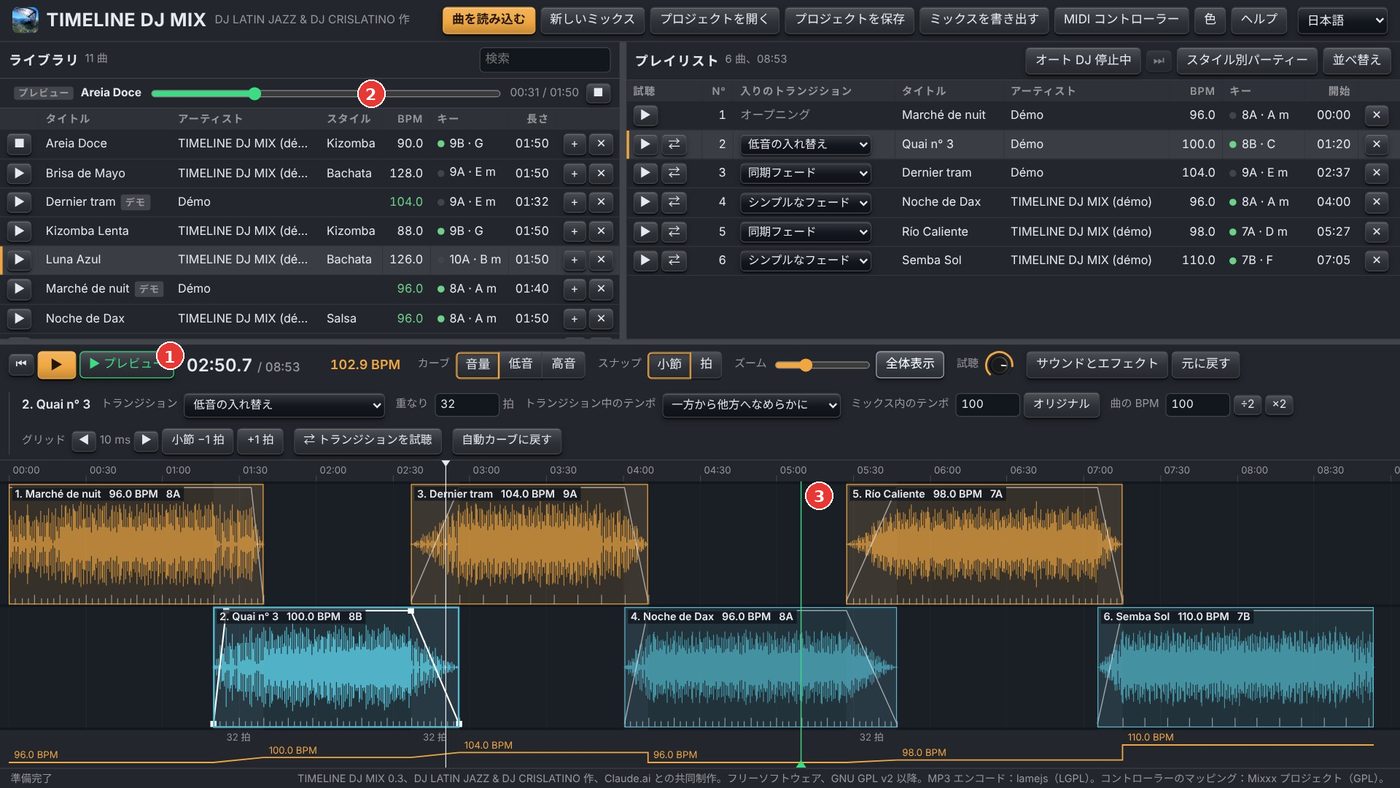 TIMELINE DJ MIX DJ LATIN JAZZ & DJ CRISLATINO 作 曲を読み込む 新しいミックス プロジェクトを開く プロジェクトを保存 ミックスを書き出す MIDI コントローラー 色 ヘルプ 日本語
ライブラリ 11 曲 検索
プレビュー Areia Doce 2 00:31 / 01:50
タイトル アーティスト スタイル BPM キー 長さ
Areia Doce TIMELINE DJ MIX (dé... Kizomba 90.0 9B · G 01:50 + ×
Brisa de Mayo TIMELINE DJ MIX (dé... Bachata 128.0 9A · E m 01:50 + ×
Dernier tram デモ Démo 104.0 9A · E m 01:32 + ×
Kizomba Lenta TIMELINE DJ MIX (dé... Kizomba 88.0 9B · G 01:50 + ×
Luna Azul TIMELINE DJ MIX (dé... Bachata 126.0 10A · B m 01:50 + ×
Marché de nuit デモ Démo 96.0 8A · A m 01:40 + ×
Noche de Dax TIMELINE DJ MIX (dé... Salsa 96.0 8A · A m 01:50 + ×
プレイリスト 6 曲、08:53 オート DJ 停止中 スタイル別パーティー 並べ替え
試聴 N° 入りのトランジション タイトル アーティスト BPM キー 開始
1 オープニング Marché de nuit Démo 96.0 8A · A m 00:00 ×
2 低音の入れ替え Quai n° 3 Démo 100.0 8B · C 01:20 ×
3 同期フェード Dernier tram Démo 104.0 9A · E m 02:37 ×
4 シンプルなフェード Noche de Dax TIMELINE DJ MIX (démo) 96.0 8A · A m 04:00 ×
5 同期フェード Río Caliente TIMELINE DJ MIX (démo) 98.0 7A · D m 05:27 ×
6 シンプルなフェード Semba Sol TIMELINE DJ MIX (démo) 110.0 7B · F 07:05 ×
プレビュー 1 02:50.7 / 08:53 102.9 BPM カーブ 音量 低音 高音 スナップ 小節 拍 ズーム 全体表示 試聴 サウンドとエフェクト 元に戻す
2. Quai n° 3 トランジション 低音の入れ替え 重なり 32 拍 トランジション中のテンポ 一方から他方へなめらかに ミックス内のテンポ 100 オリジナル 曲の BPM 100 ÷2 ×2
グリッド 10 ms 小節 −1 拍 +1 拍 ⇄ トランジションを試聴 自動カーブに戻す
00:00 00:30 01:00 01:30 02:00 02:30 03:00 03:30 04:00 04:30 05:00 05:30 06:00 06:30 07:00 07:30 08:00 08:30
1. Marché de nuit 96.0 BPM 8A 3. Dernier tram 104.0 BPM 9A 3 5. Río Caliente 98.0 BPM 7A
2. Quai n° 3 100.0 BPM 8B 4. Noche de Dax 96.0 BPM 8A 6. Semba Sol 110.0 BPM 7B
32 拍 32 拍 32 拍
96.0 BPM 100.0 BPM 104.0 BPM 96.0 BPM 98.0 BPM 110.0 BPM
準備完了 TIMELINE DJ MIX 0.3、DJ LATIN JAZZ & DJ CRISLATINO 作、Claude.ai との共同制作。フリーソフトウェア、GNU GPL v2 以降。MP3 エンコード：lamejs（LGPL）。コントローラーのマッピング：Mixxx プロジェクト（GPL）。